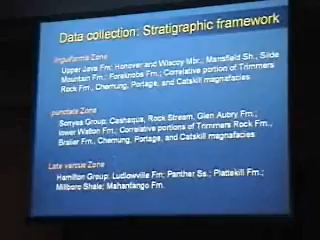 Data collection: Stratigraphic framework
linguiformis Zone
Upper Java Fm: Hanover and Wiscoy Mbr., Mansfield Sh., Slide
Mountain Fm.; Foreknobs Fm.; Correlative portion of Trimmers
Rock Fm., Chemung, Portage, and Catskill magnafacies
punctata Zone
Sonyea Group; Cashaqua, Rock Stream, Glen Aubry Fm.;
lower Walton Fm.; Correlative portions of Trimmers Rock Fm.,
Bralier Fm., Chemung, Portage, and Catskill magnafacies
Late varcus Zone
Hamilton Group: Ludlowville Fm; Panther Ss.; Plattskill Fm.;
Millboro Shale; Mahantango Fm.